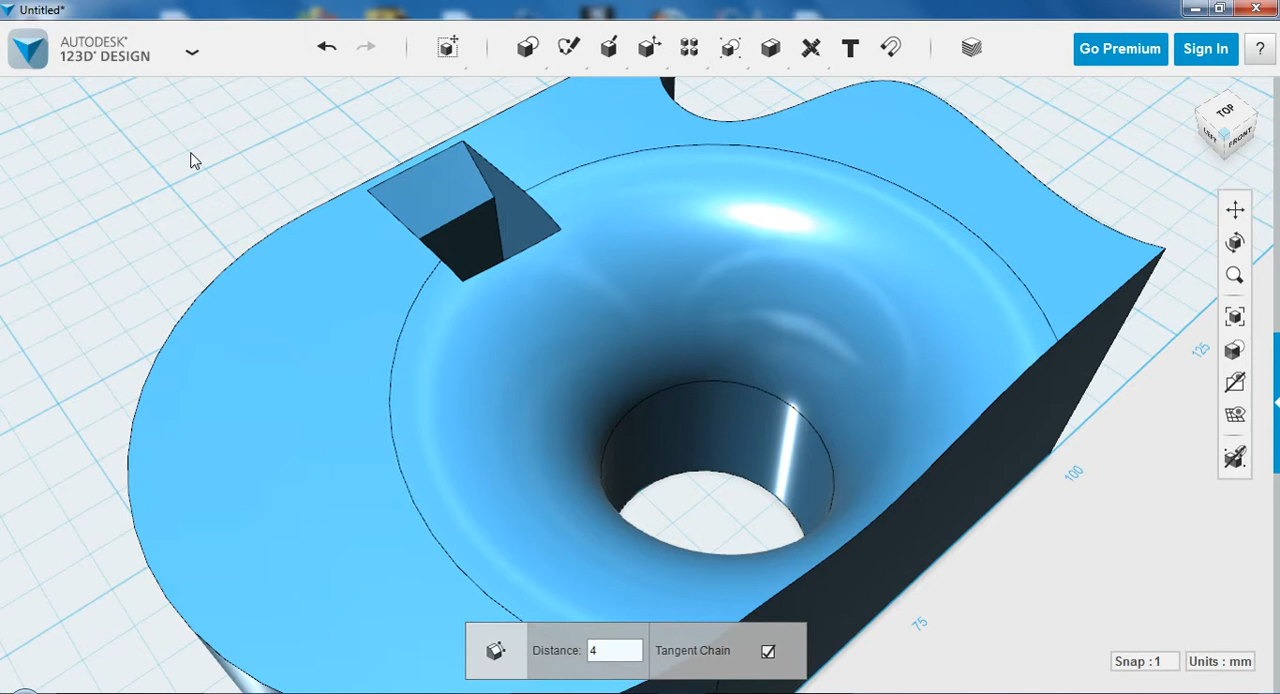 Untitled*
AUTODESK®
123D® DESIGN
Go Premium
Sign In
?
TOP
LEFT
FRONT
125
100
75
Distance: 4
Tangent Chain
Snap : 1
Units : mm